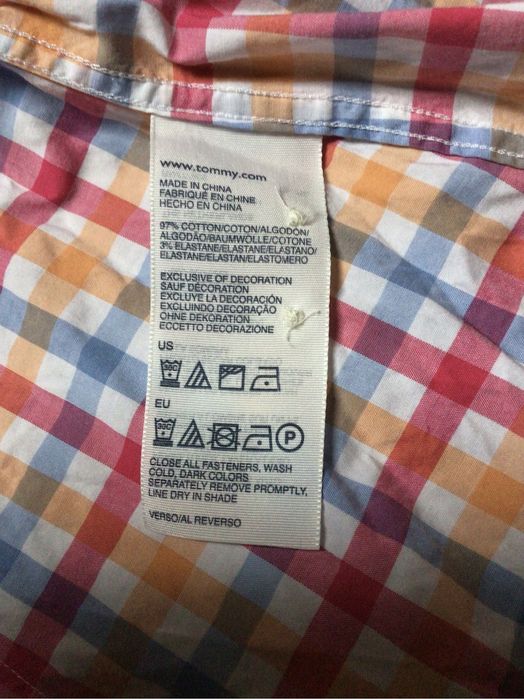 www.tommy.com
MADE IN CHINA
FABRIQUÉ EN CHINE
HECHO EN CHINA
97% COTTON/COTON/ALGODÓN/
ALGODÃO/BAUMWOLLE/COTONE
3% ELASTANE/ELASTANE/ELASTANO/
ELASTANE/ELASTAN/ELASTOMERO
EXCLUSIVE OF DECORATION
SAUF DÉCORATION
EXCLUYE LA DECORACIÓN
EXCLUINDO DECORAÇÃO
OHNE DEKORATION
ECCETTO DECORAZIONE
US
30C
EU
30C P
CLOSE ALL FASTENERS, WASH
COLD, DARK COLORS
SEPARATELY REMOVE PROMPTLY,
LINE DRY IN SHADE
VERSO/AL REVERSO